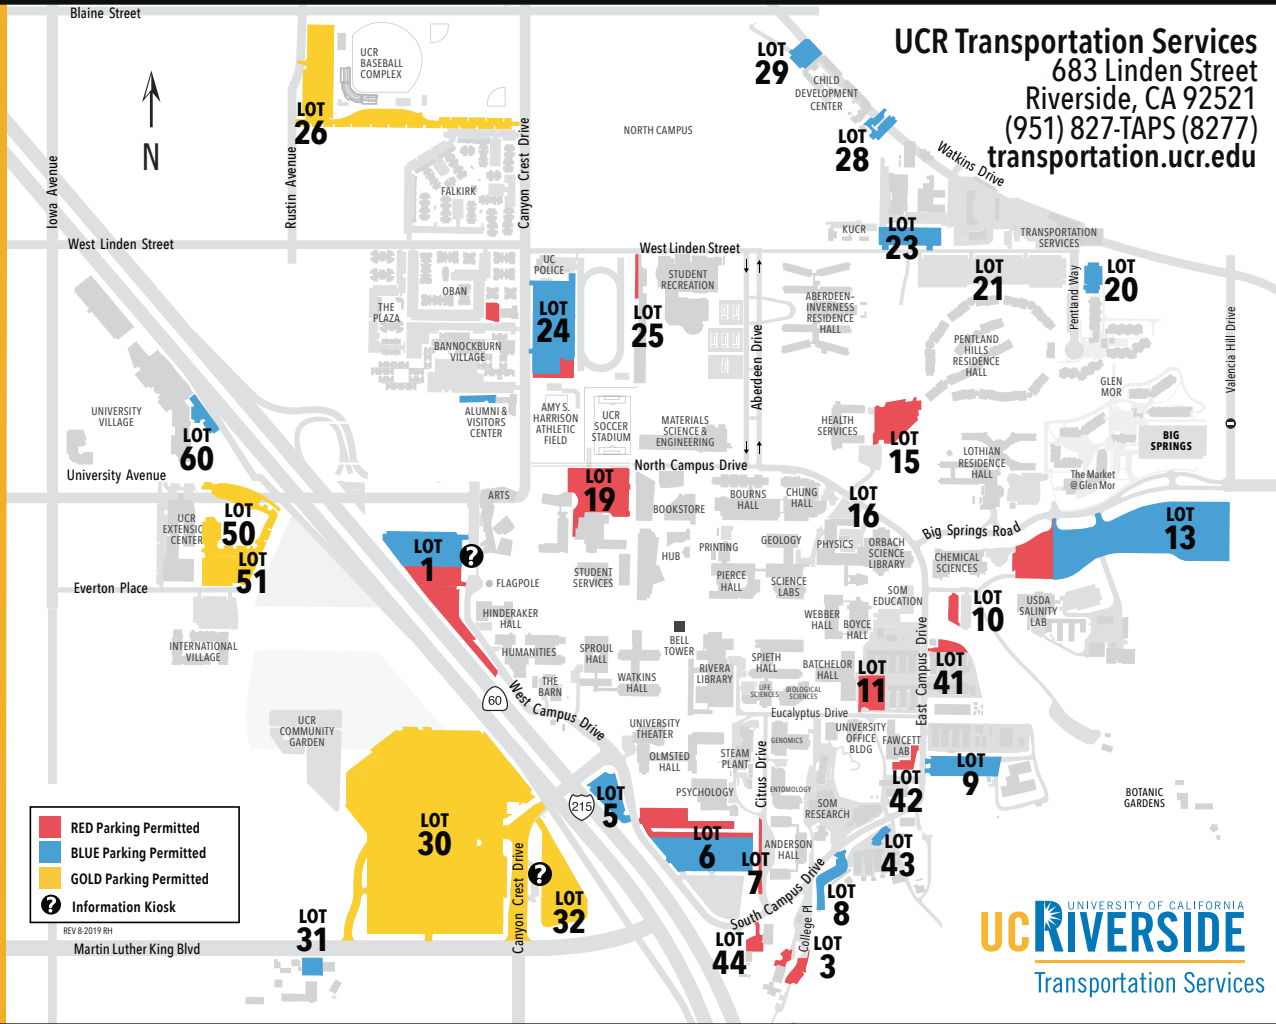 Blaine Street
UCR Transportation Services
683 Linden Street
Riverside, CA 92521
(951) 827-TAPS (8277)
transportation.ucr.edu
UCR
BASEBALL
COMPLEX
LOT
29
CHILD
DEVELOPMENT
CENTER
LOT
26
N
NORTH CAMPUS
LOT
28
Watkins Drive
Iowa Avenue
Rustin Avenue
Canyon Crest Drive
FALKIRK
West Linden Street
West Linden Street
KUCR
LOT
23
TRANSPORTATION
SERVICES
UC
POLICE
STUDENT
RECREATION
LOT
21
Pentland Way
LOT
20
OBAN
THE
PLAZA
LOT
24
LOT
25
ABERDEEN-
INVERNESS
RESIDENCE
HALL
Aberdeen Drive
Valencia Hill Drive
BANNOCKBURN
VILLAGE
PENTLAND
HILLS
RESIDENCE
HALL
GLEN
MOR
UNIVERSITY
VILLAGE
LOT
60
ALUMNI &
VISITORS
CENTER
AMY S.
HARRISON
ATHLETIC
FIELD
UCR
SOCCER
STADIUM
MATERIALS
SCIENCE &
ENGINEERING
HEALTH
SERVICES
LOT
15
LOTHIAN
RESIDENCE
HALL
BIG
SPRINGS
The Market
@ Glen Mor
University Avenue
North Campus Drive
LOT
19
ARTS
BOOKSTORE
BOURNS
HALL
CHUNG
HALL
LOT
16
Big Springs Road
LOT
13
UCR
EXTENSION
CENTER
LOT
50
LOT
51
LOT
1
?
HUB
PRINTING
GEOLOGY
PHYSICS
ORBACH
SCIENCE
LIBRARY
CHEMICAL
SCIENCES
Everton Place
FLAGPOLE
STUDENT
SERVICES
PIERCE
HALL
SCIENCE
LABS
SOM
EDUCATION
LOT
10
USDA
SALINITY
LAB
HINDERAKER
HALL
WEBBER
HALL
BOYCE
HALL
East Campus Drive
INTERNATIONAL
VILLAGE
HUMANITIES
SPROUL
HALL
BELL
TOWER
RIVERA
LIBRARY
SPIETH
HALL
BATCHELOR
HALL
LOT
11
LOT
41
THE
BARN
WATKINS
HALL
LIFE
SCIENCES
BIOLOGICAL
SCIENCES
60
West Campus Drive
Eucalyptus Drive
UCR
COMMUNITY
GARDEN
UNIVERSITY
THEATER
OLMSTED
HALL
STEAM
PLANT
GENOMICS
UNIVERSITY
OFFICE
BLDG
FAWCETT
LAB
Citrus Drive
LOT
9
LOT
42
215
LOT
5
PSYCHOLOGY
ENTOMOLOGY
SOM
RESEARCH
BOTANIC
GARDENS
RED Parking Permitted
BLUE Parking Permitted
GOLD Parking Permitted
? Information Kiosk
REV 8-2019 RH
LOT
30
LOT
6
LOT
7
ANDERSON
HALL
LOT
43
Canyon Crest Drive
?
LOT
32
LOT
8
South Campus Drive
College Pl
LOT
31
Martin Luther King Blvd
LOT
44
LOT
3
UNIVERSITY OF CALIFORNIA
UCRIVERSIDE
Transportation Services